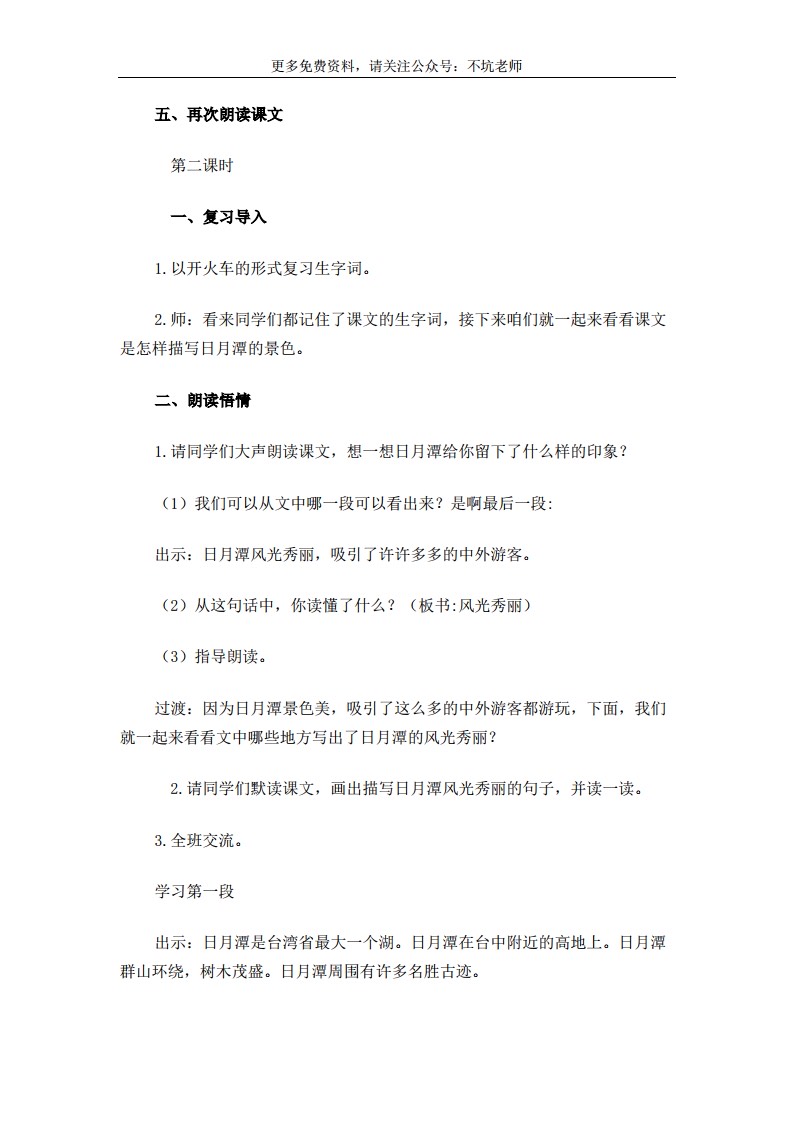 更多免费资料，请关注公众号：不坑老师
五、再次朗读课文
第二课时
一、复习导入
1.以开火车的形式复习生字词。
2.师：看来同学们都记住了课文的生字词，接下来咱们就一起来看看课文
是怎样描写日月潭的景色。
二、朗读悟情
1.请同学们大声朗读课文，想一想日月潭给你留下了什么样的印象？
（1）我们可以从文中哪一段可以看出来？是啊最后一段:
出示：日月潭风光秀丽，吸引了许许多多的中外游客。
（2）从这句话中，你读懂了什么？（板书:风光秀丽）
（3）指导朗读。
过渡：因为日月潭景色美，吸引了这么多的中外游客都游玩，下面，我们
就一起来看看文中哪些地方写出了日月潭的风光秀丽？
2.请同学们默读课文，画出描写日月潭风光秀丽的句子，并读一读。
3.全班交流。
学习第一段
出示：日月潭是台湾省最大一个湖。日月潭在台中附近的高地上。日月潭
群山环绕，树木茂盛。日月潭周围有许多名胜古迹。